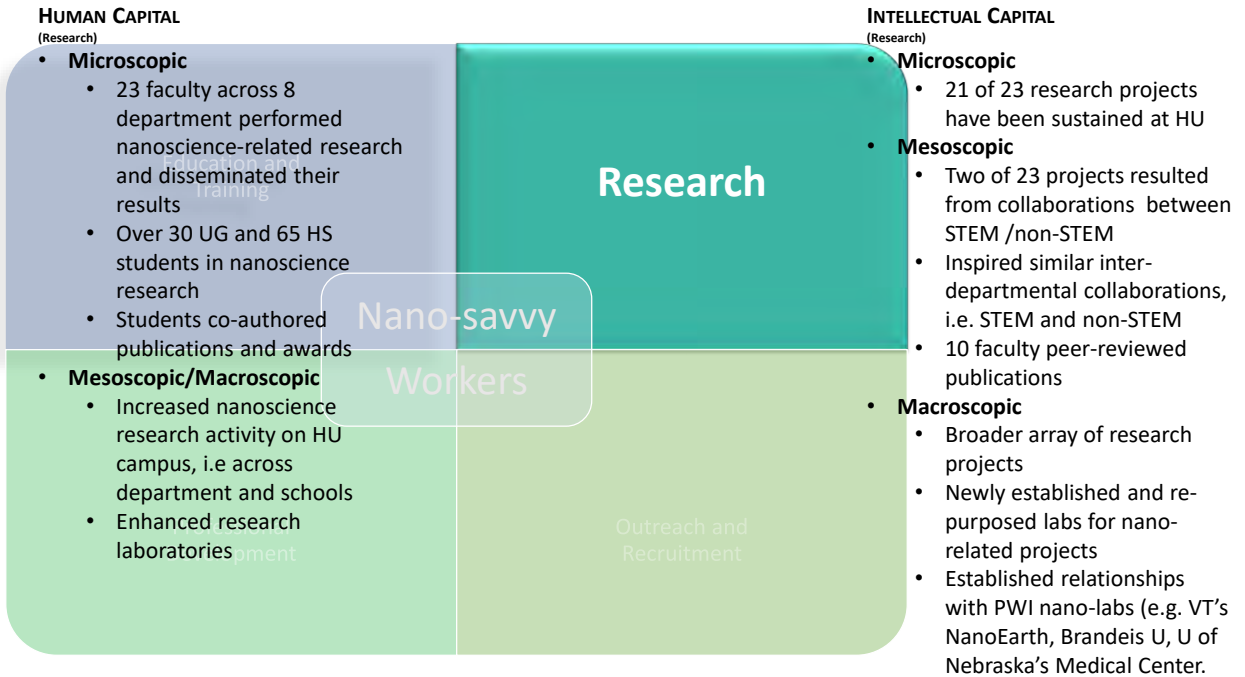 HUMAN CAPITAL
(Research)
• Microscopic
• 23 faculty across 8
department performed
nanoscience-related research
and disseminated their
results
• Over 30 UG and 65 HS
students in nanoscience
research
• Students co-authored
publications and awards
• Mesoscopic/Macroscopic
• Increased nanoscience
research activity on HU
campus, i.e across
department and schools
• Enhanced research
laboratories
Education and
Training
Research
Nano-savvy
Workers
Professional
Development
Outreach and
Recruitment
INTELLECTUAL CAPITAL
(Research)
• Microscopic
• 21 of 23 research projects
have been sustained at HU
• Mesoscopic
• Two of 23 projects resulted
from collaborations between
STEM /non-STEM
• Inspired similar inter-
departmental collaborations,
i.e. STEM and non-STEM
• 10 faculty peer-reviewed
publications
• Macroscopic
• Broader array of research
projects
• Newly established and re-
purposed labs for nano-
related projects
• Established relationships
with PWI nano-labs (e.g. VT's
NanoEarth, Brandeis U, U of
Nebraska's Medical Center.